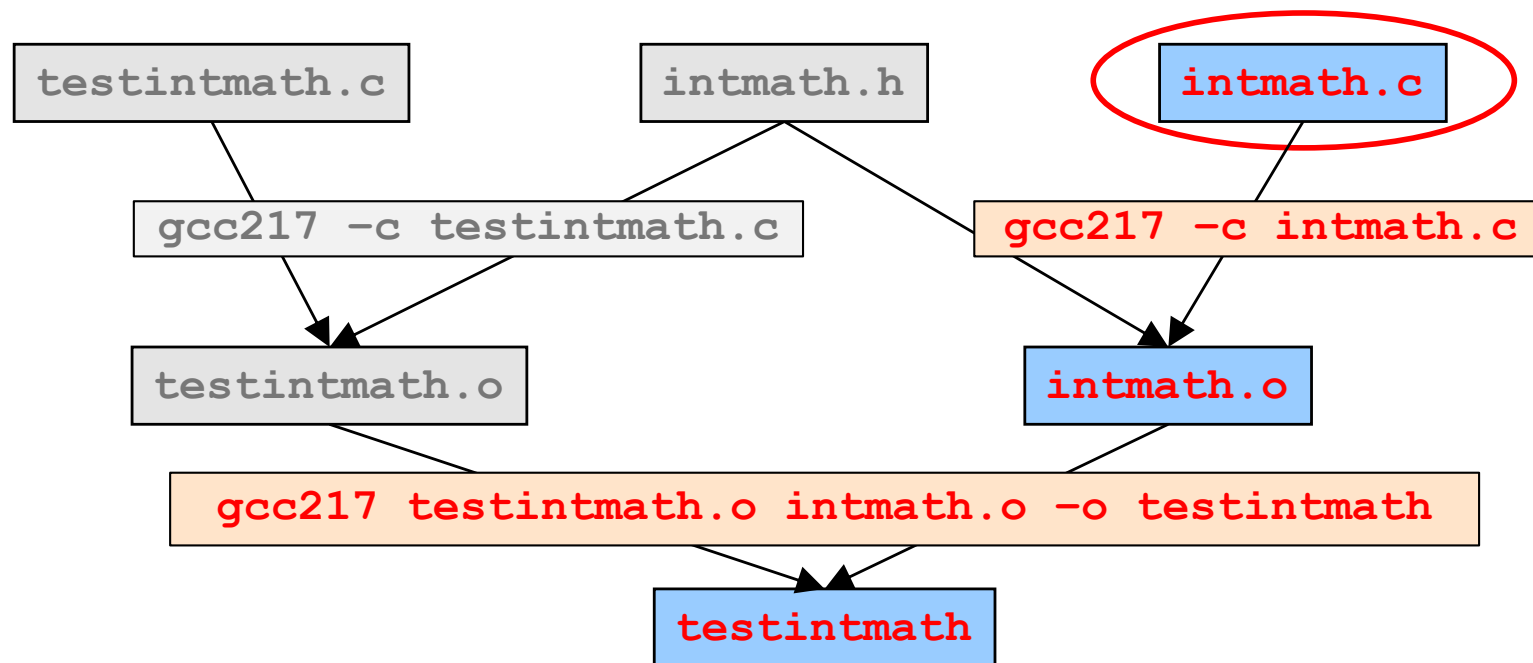 testintmath.c
intmath.h
intmath.c
gcc217 –c testintmath.c
gcc217 –c intmath.c
testintmath.o
intmath.o
gcc217 testintmath.o intmath.o –o testintmath
testintmath